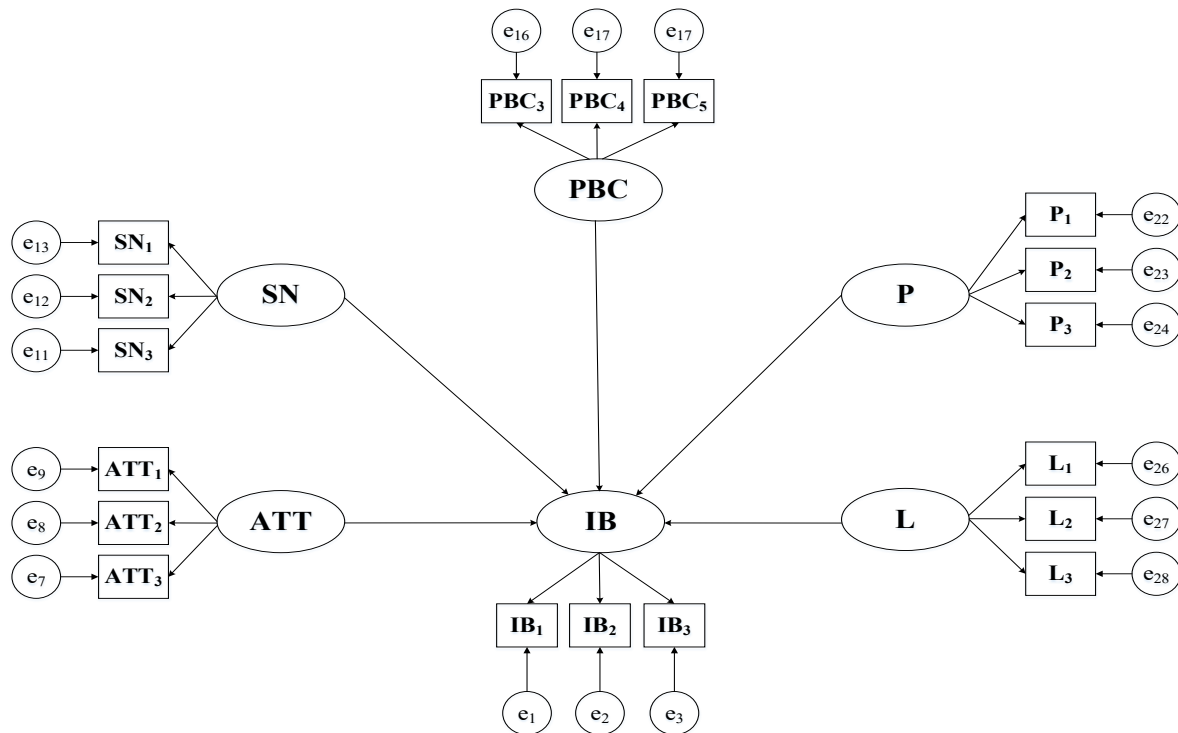 e₁₆ e₁₇ e₁₇
PBC₃ PBC₄ PBC₅
PBC
e₁₃ SN₁
e₁₂ SN₂
e₁₁ SN₃
SN
P
P₁ e₂₂
P₂ e₂₃
P₃ e₂₄
e₉ ATT₁
e₈ ATT₂
e₇ ATT₃
ATT
IB
L
L₁ e₂₆
L₂ e₂₇
L₃ e₂₈
IB₁ IB₂ IB₃
e₁ e₂ e₃